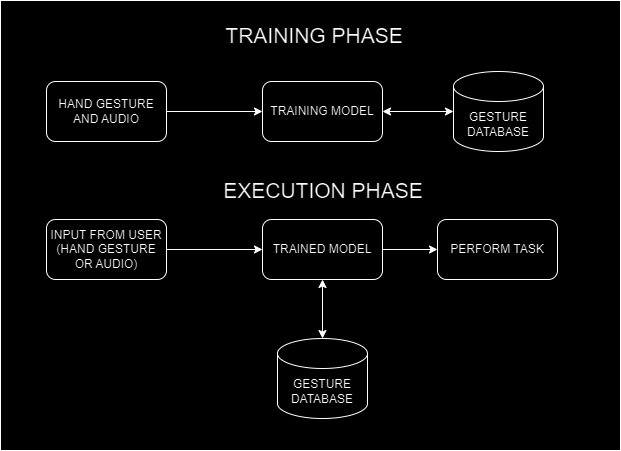 TRAINING PHASE
HAND GESTURE
AND AUDIO
TRAINING MODEL
GESTURE
DATABASE
EXECUTION PHASE
INPUT FROM USER
(HAND GESTURE
OR AUDIO)
TRAINED MODEL
PERFORM TASK
GESTURE
DATABASE